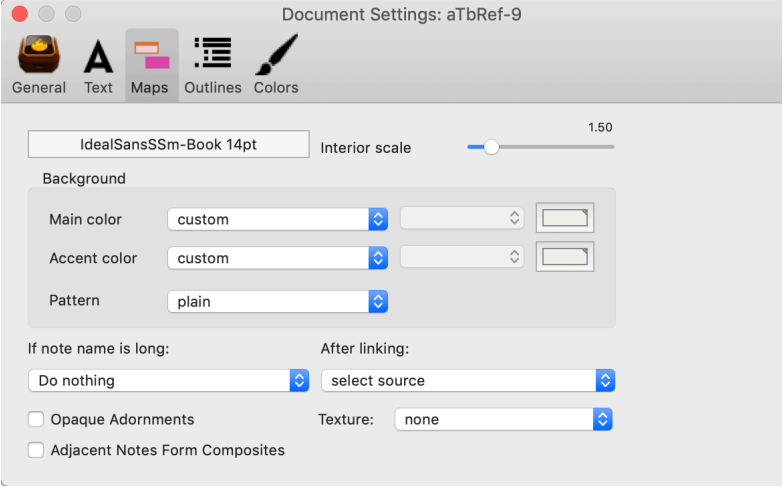 Document Settings: aTbRef-9
General Text Maps Outlines Colors
1.50
IdealSansSSm-Book 14pt Interior scale
Background
Main color custom
Accent color custom
Pattern plain
If note name is long: After linking:
Do nothing select source
Opaque Adornments Texture: none
Adjacent Notes Form Composites